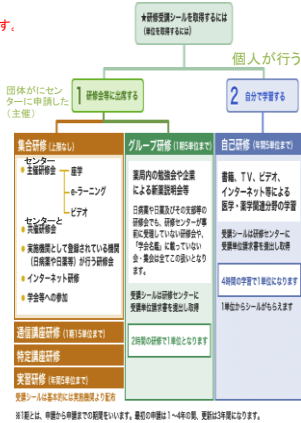 す。
★研修受講シールを取得するには
(単位を取得するには)
個人が行う
団体がにセン
ターに申請した
(主催)
1 研修会等に出席する
2 自分で学習する
集合研修 (上限なし)
センター
主催研修会
座学
e-ラーニング
ビデオ
センターと
共催研修会
実施機関として登録されている機関
(日病薬や日薬等)が行う研修会
インターネット研修
学会等への参加
通信講座研修 (1期15単位まで)
特定講座研修
実習研修 (年間5単位まで)
受講シールは基本的には実施機関より配布
グループ研修 (1期5単位まで)
薬局内の勉強会や企業
による新薬説明会等
日病薬や日薬及びその支部等の
研修会でも、研修センターが事
前に受理していない研修会や、
「学会名鑑」に載っていない
会・集会は全てこの扱いとなり
ます。
受講シールは研修センターに
受講単位請求書を提出し取得
2時間の研修で1単位となります
自己研修 (年間5単位まで)
書籍、TV、ビデオ、
インターネット等による
医学・薬学関連分野の学習
受講シールは研修センターに
受講単位請求書を提出し取得
4時間の学習で1単位になります
1単位からシールがもらえます
※1期とは、申請から申請までの期間をいいます。最初の申請は1~4年の間、更新は3年間になります。